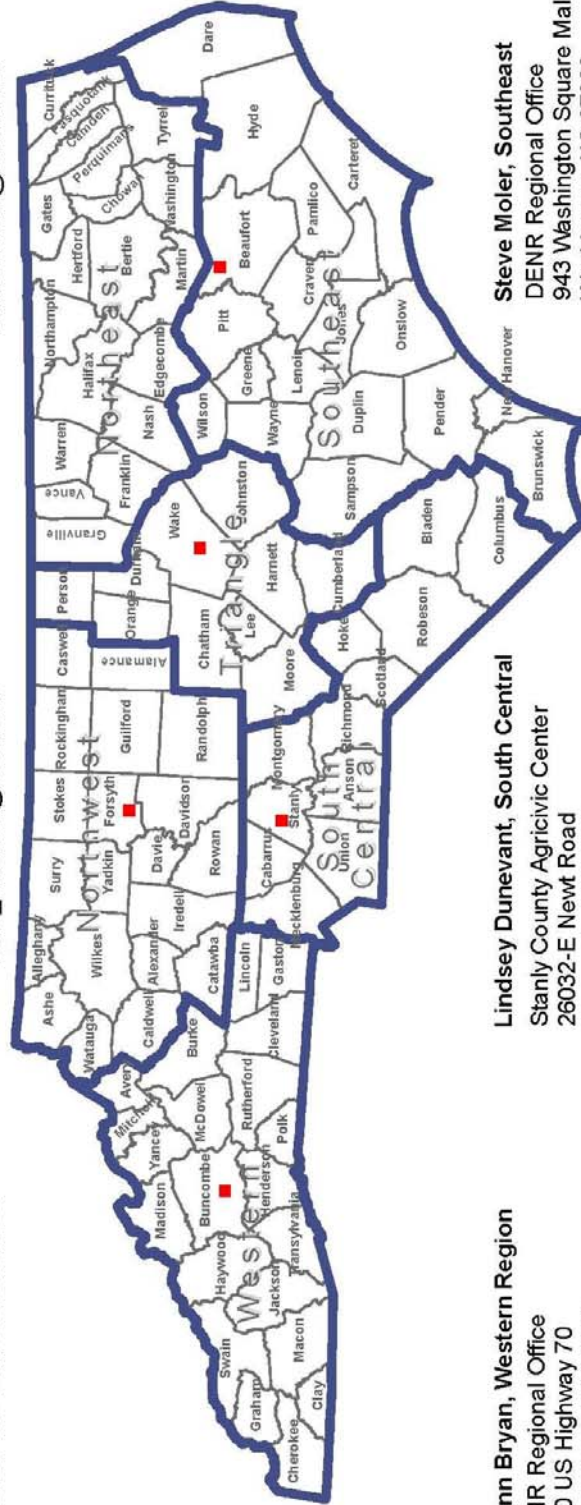 Northwest
Northeast
Triangle
Western
South
Central
Southeast
Cherokee
Graham
Clay
Swain
Macon
Jackson
Haywood
Transylvania
Madison
Buncombe
Henderson
Yancey
Mitchell
Avery
McDowell
Rutherford
Polk
Burke
Cleveland
Lincoln
Gaston
Ashe
Alleghany
Watauga
Wilkes
Caldwell
Alexander
Catawba
Surry
Yadkin
Iredell
Stokes
Forsyth
Davie
Davidson
Rowan
Rockingham
Guilford
Randolph
Caswell
Alamance
Cabarrus
Mecklenburg
Stanly
Union
Anson
Montgomery
Richmond
Scotland
Hoke
Cumberland
Robeson
Bladen
Columbus
Person
Orange
Durham
Chatham
Lee
Moore
Wake
Harnett
Johnston
Granville
Vance
Warren
Franklin
Nash
Halifax
Northampton
Edgecombe
Hertford
Gates
Bertie
Martin
Chowan
Perquimans
Camden
Pasquotank
Currituck
Washington
Tyrrell
Dare
Hyde
Beaufort
Pitt
Wilson
Greene
Wayne
Lenoir
Craven
Jones
Pamlico
Carteret
Onslow
Duplin
Sampson
Pender
New Hanover
Brunswick
nn Bryan, Western Region
R Regional Office
0 US Highway 70
Lindsey Dunevant, South Central
Stanly County Agricivic Center
26032-E Newt Road
Steve Moler, Southeast
DENR Regional Office
943 Washington Square Mal